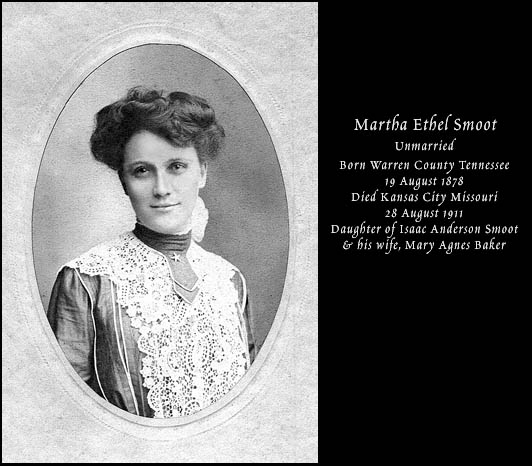 Martha Ethel Smoot
Unmarried
Born Warren County Tennessee
19 August 1878
Died Kansas City Missouri
28 August 1911
Daughter of Isaac Anderson Smoot
& his wife, Mary Agnes Baker